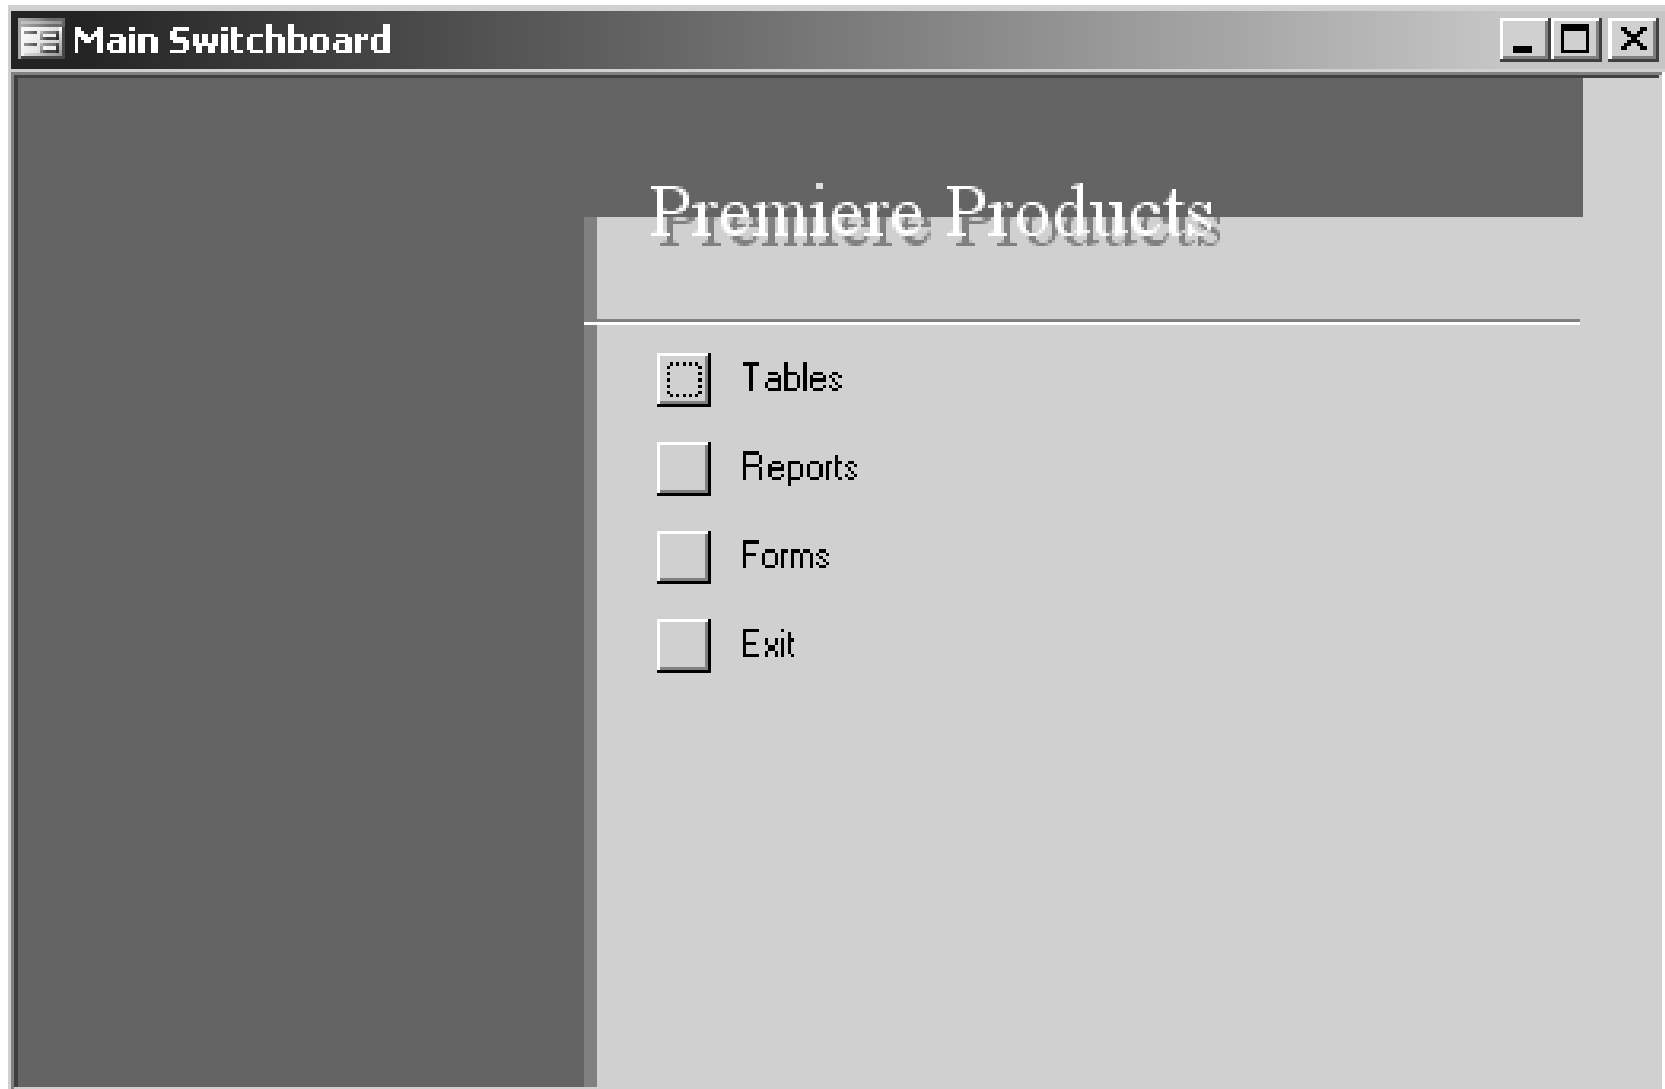 Main Switchboard
Premiere Products
Tables
Reports
Forms
Exit